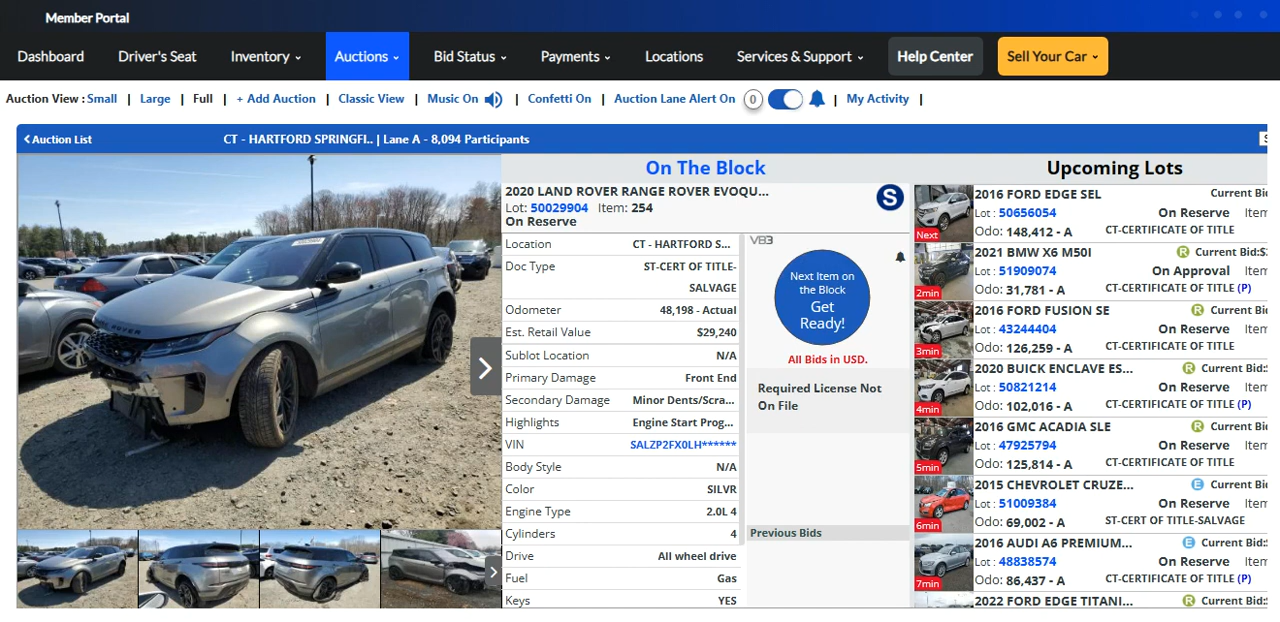 Member Portal
Dashboard Driver's Seat Inventory Auctions Bid Status Payments Locations Services & Support Help Center Sell Your Car
Auction View : Small | Large | Full | + Add Auction | Classic View | Music On | Confetti On | Auction Lane Alert On 0 | My Activity |
Auction List CT - HARTFORD SPRINGFI.. | Lane A - 8,094 Participants
On The Block
2020 LAND ROVER RANGE ROVER EVOQU...
Lot: 50029904 Item: 254
On Reserve
S
Location CT - HARTFORD S...
Doc Type ST-CERT OF TITLE-
SALVAGE
Odometer 48,198 - Actual
Est. Retail Value $29,240
Sublot Location N/A
Primary Damage Front End
Secondary Damage Minor Dents/Scra...
Highlights Engine Start Prog...
VIN SALZP2FX0LH******
Body Style N/A
Color SILVR
Engine Type 2.0L 4
Cylinders 4
Drive All wheel drive
Fuel Gas
Keys YES
VB3
Next Item on
the Block
Get
Ready!
All Bids in USD.
Required License Not
On File
Previous Bids
Upcoming Lots
2016 FORD EDGE SEL Current Bid
Lot : 50656054 On Reserve Item
Odo: 148,412 - A CT-CERTIFICATE OF TITLE
Next
2021 BMW X6 M50I R Current Bid:$
Lot : 51909074 On Approval Item
Odo: 31,781 - A CT-CERTIFICATE OF TITLE (P)
2min
2016 FORD FUSION SE R Current Bid
Lot : 43244404 On Reserve Item
Odo: 126,259 - A CT-CERTIFICATE OF TITLE
3min
2020 BUICK ENCLAVE ES... R Current Bid:
Lot : 50821214 On Reserve Item
Odo: 102,016 - A CT-CERTIFICATE OF TITLE (P)
4min
2016 GMC ACADIA SLE R Current Bid
Lot : 47925794 On Reserve Item
Odo: 125,814 - A CT-CERTIFICATE OF TITLE
5min
2015 CHEVROLET CRUZE... E Current Bid
Lot : 51009384 On Reserve Item
Odo: 69,002 - A ST-CERT OF TITLE-SALVAGE
6min
2016 AUDI A6 PREMIUM... E Current Bid:
Lot : 48838574 On Reserve Item
Odo: 86,437 - A CT-CERTIFICATE OF TITLE (P)
7min
2022 FORD EDGE TITANI... R Current Bid: